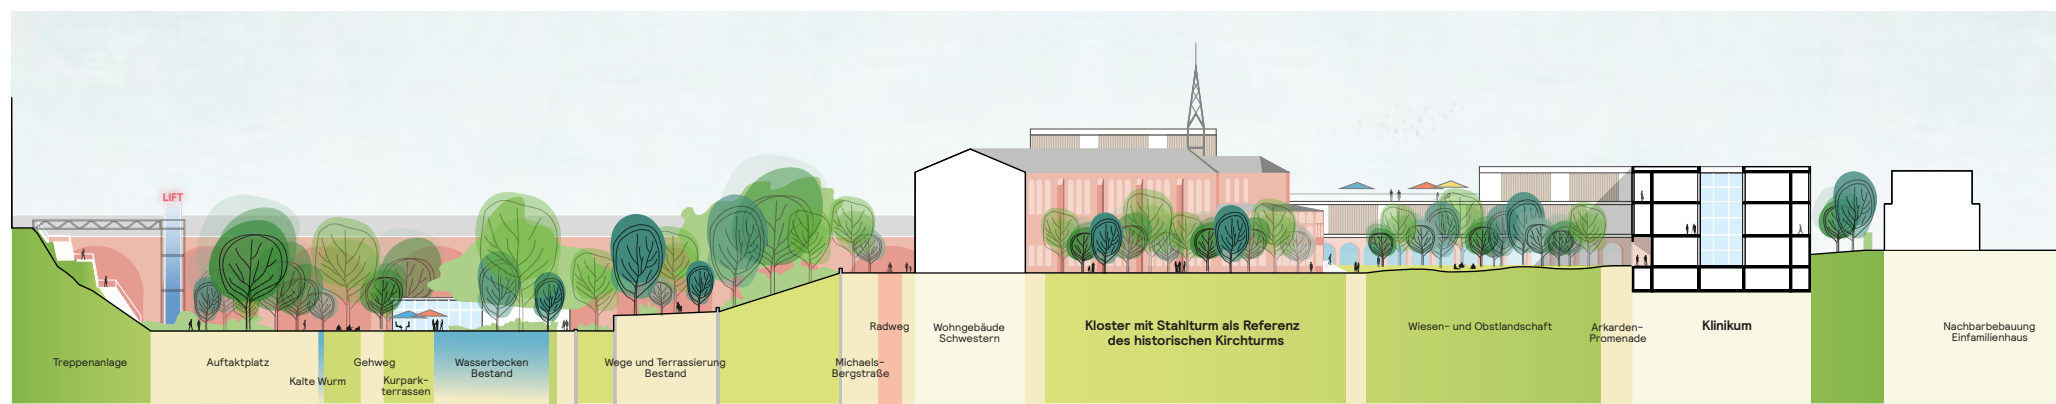 LIFT
Treppenanlage
Auftaktplatz
Kalte Wurm
Gehweg
Kurpark-
terrassen
Wasserbecken
Bestand
Wege und Terrassierung
Bestand
Michaels-
Bergstraße
Radweg
Wohngebäude
Schwestern
Kloster mit Stahlturm als Referenz
des historischen Kirchturms
Wiesen- und Obstlandschaft
Arkarden-
Promenade
Klinikum
Nachbarbebauung
Einfamilienhaus